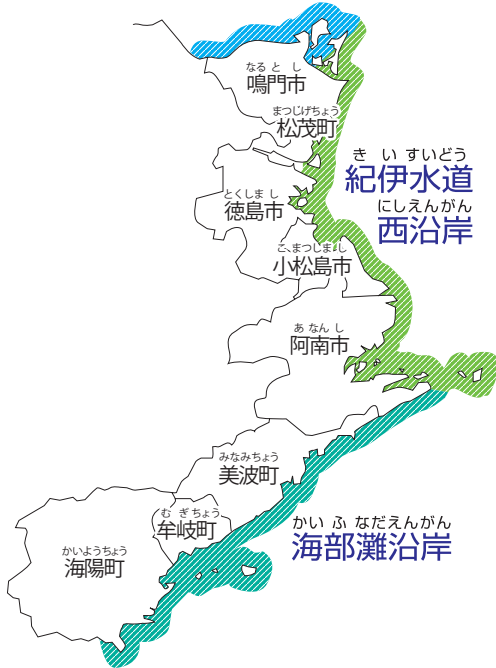 なるとし
鳴門市
まつじげちょう
松茂町
きいすいどう
紀伊水道
にしえんがん
西沿岸
とくしまし
徳島市
こまつしまし
小松島市
あなんし
阿南市
みなみちょう
美波町
むぎちょう
牟岐町
かいふなだえんがん
海部灘沿岸
かいようちょう
海陽町